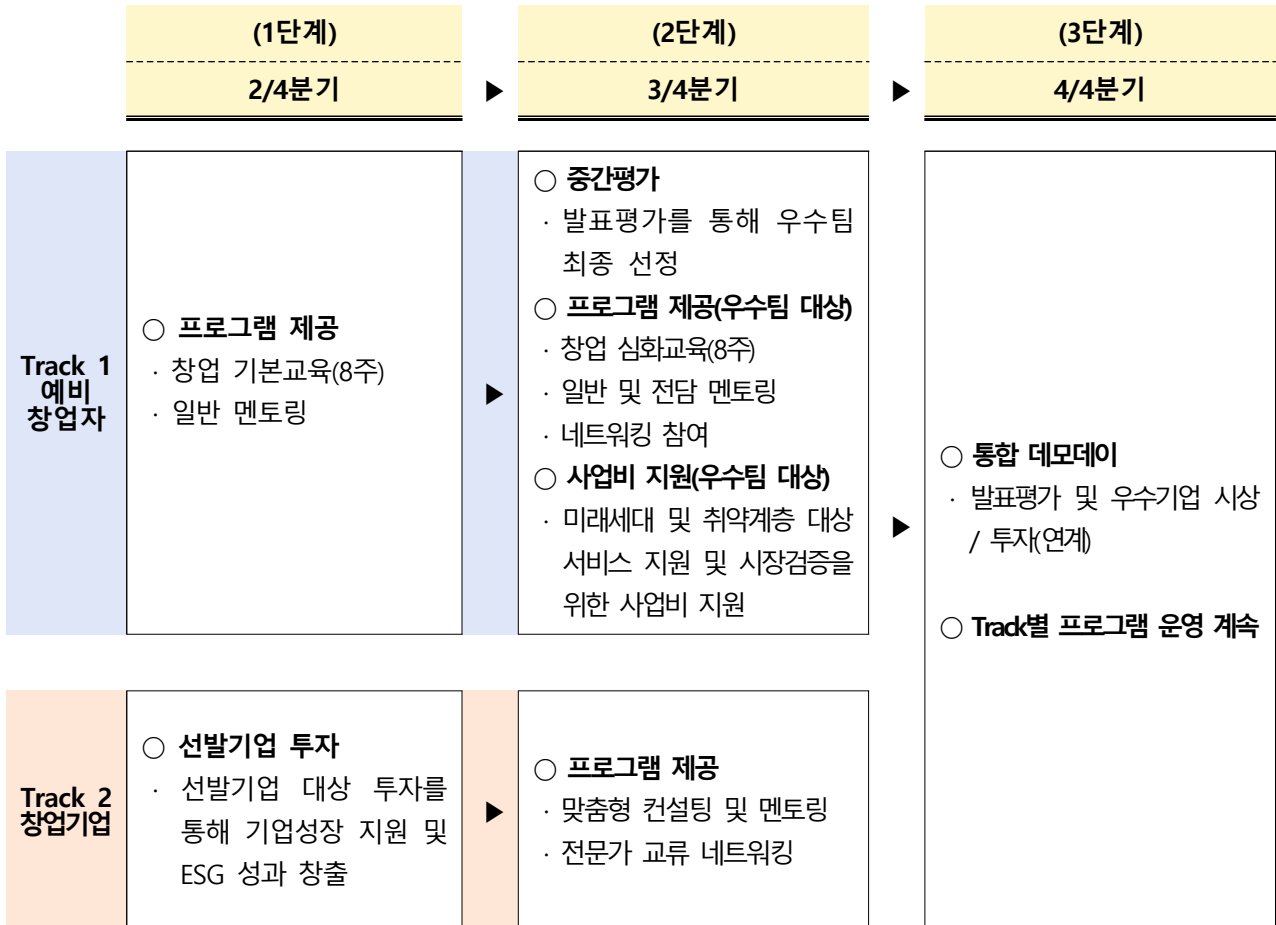 (1단계)
2/4분기
▶
(2단계)
3/4분기
▶
(3단계)
4/4분기
Track 1
예비
창업자
○ 프로그램 제공
· 창업 기본교육(8주)
· 일반 멘토링
▶
○ 중간평가
· 발표평가를 통해 우수팀
최종 선정
○ 프로그램 제공(우수팀 대상)
· 창업 심화교육(8주)
· 일반 및 전담 멘토링
· 네트워킹 참여
○ 사업비 지원(우수팀 대상)
· 미래세대 및 취약계층 대상
서비스 지원 및 시장검증을
위한 사업비 지원
▶
○ 통합 데모데이
· 발표평가 및 우수기업 시상
/ 투자(연계)
○ Track별 프로그램 운영 계속
Track 2
창업기업
○ 선발기업 투자
· 선발기업 대상 투자를
통해 기업성장 지원 및
ESG 성과 창출
▶
○ 프로그램 제공
· 맞춤형 컨설팅 및 멘토링
· 전문가 교류 네트워킹